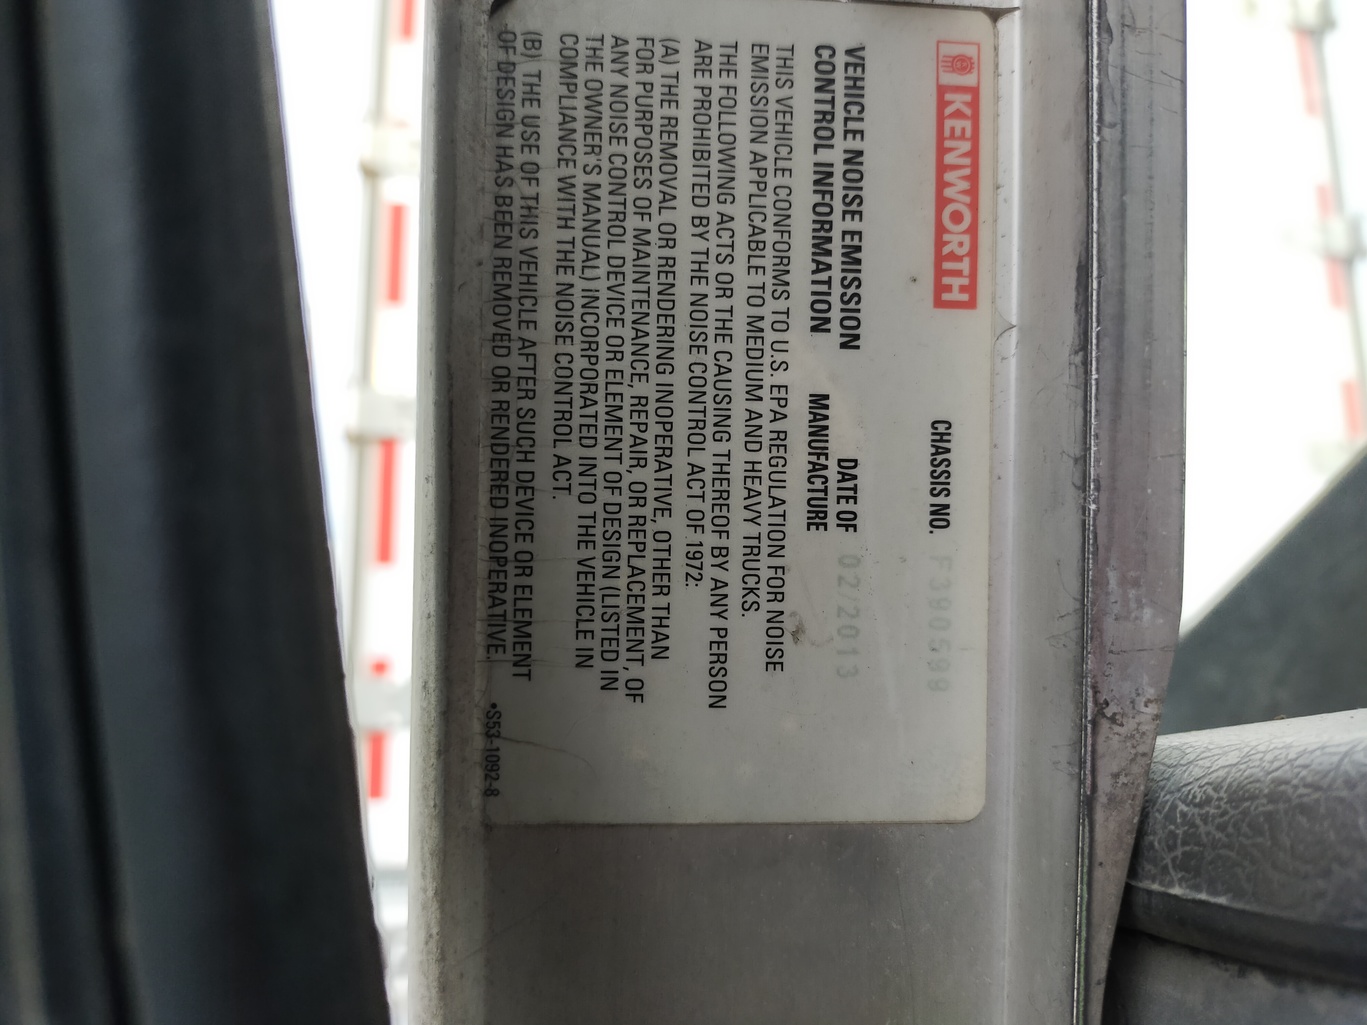 KENWORTH
CHASSIS NO. F390599
VEHICLE NOISE EMISSION
CONTROL INFORMATION
DATE OF
MANUFACTURE
02/2013
THIS VEHICLE CONFORMS TO U.S. EPA REGULATION FOR NOISE
EMISSION APPLICABLE TO MEDIUM AND HEAVY TRUCKS.
THE FOLLOWING ACTS OR THE CAUSING THEREOF BY ANY PERSON
ARE PROHIBITED BY THE NOISE CONTROL ACT OF 1972:
(A) THE REMOVAL OR RENDERING INOPERATIVE, OTHER THAN
FOR PURPOSES OF MAINTENANCE, REPAIR, OR REPLACEMENT, OF
ANY NOISE CONTROL DEVICE OR ELEMENT OF DESIGN (LISTED IN
THE OWNER'S MANUAL) INCORPORATED INTO THE VEHICLE IN
COMPLIANCE WITH THE NOISE CONTROL ACT.
(B) THE USE OF THIS VEHICLE AFTER SUCH DEVICE OR ELEMENT
OF DESIGN HAS BEEN REMOVED OR RENDERED INOPERATIVE.
•S53-1092-8